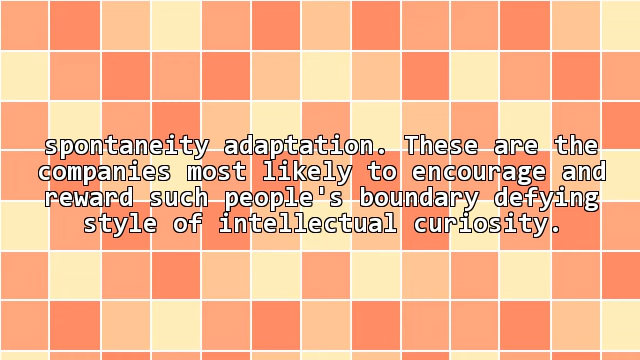 spontaneity adaptation. These are the
companies most likely to encourage and
reward such people's boundary defying
style of intellectual curiosity.